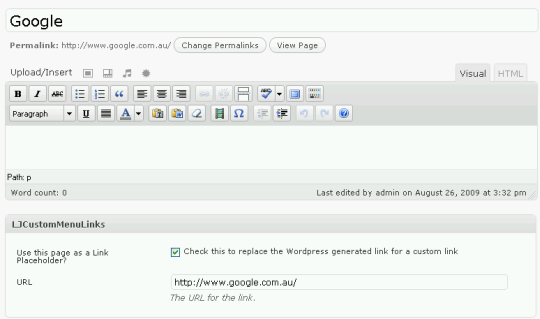 Google
Permalink: http://www.google.com.au/ Change Permalinks View Page
Upload/Insert Visual HTML
B I ABC “ ABC
Paragraph U A Ω
Path: p
Word count: 0 Last edited by admin on August 26, 2009 at 3:32 pm
LJCustomMenuLinks
Use this page as a Link Check this to replace the Wordpress generated link for a custom link
Placeholder?
URL http://www.google.com.au/
The URL for the link.